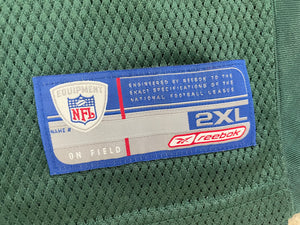 EQUIPMENT
NFL
ENGINEERED BY REEBOK TO THE
EXACT SPECIFICATIONS OF THE
NATIONAL FOOTBALL LEAGUE
NAME #
2XL
ON FIELD
Reebok